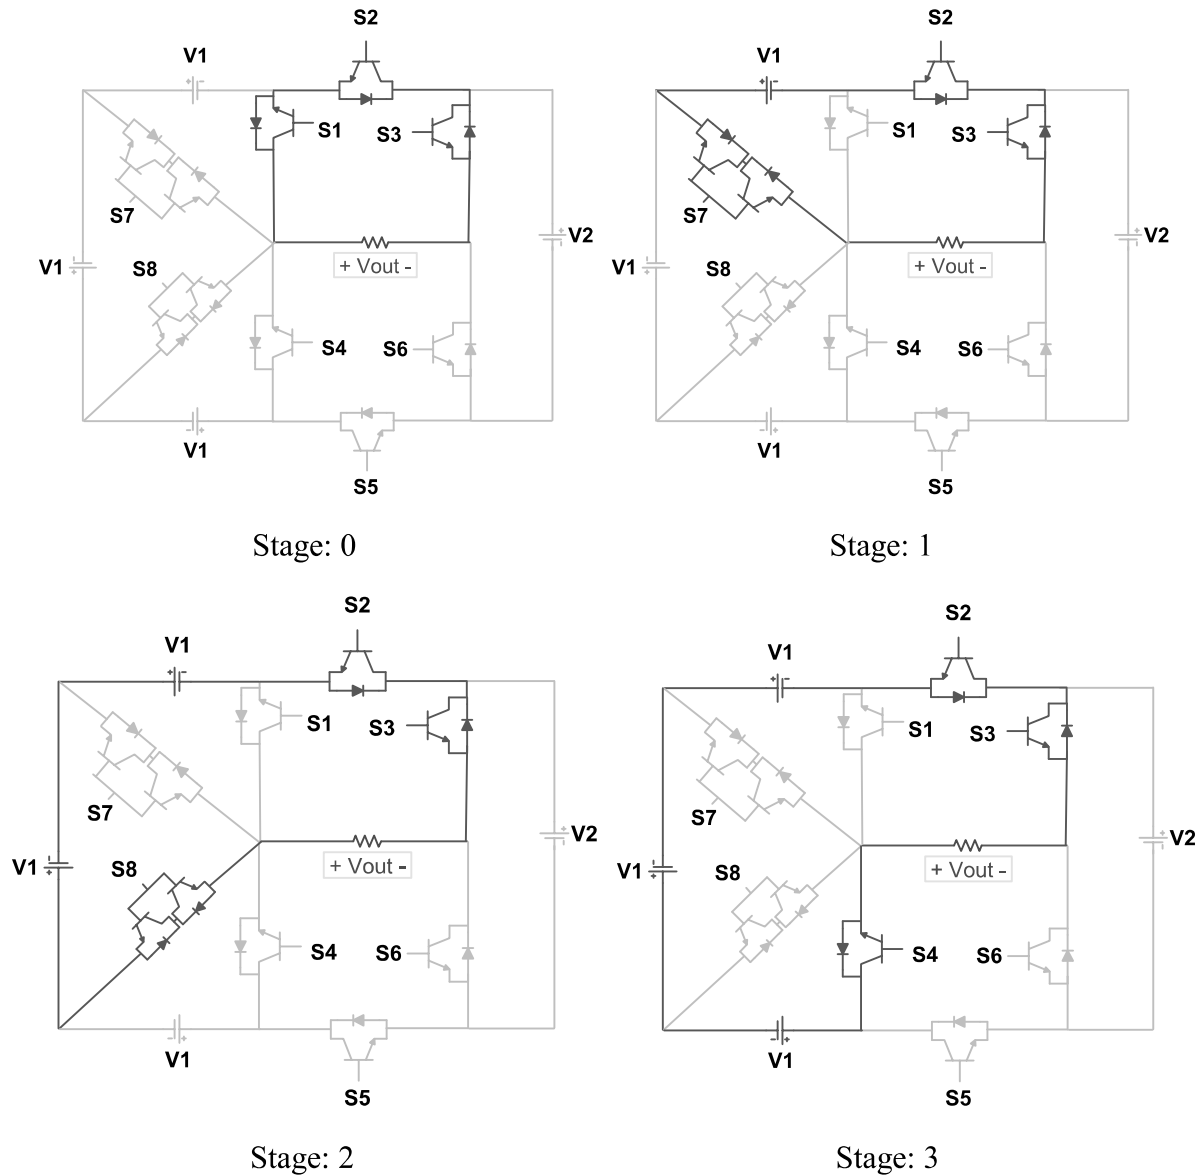 S2
S2
V1
V1
S1
S3
S1
S3
S7
S7
V2
V2
V1
S8
+ Vout -
V1
S8
+ Vout -
S4
S6
S4
S6
V1
V1
S5
S5
Stage: 0
Stage: 1
S2
S2
V1
V1
S1
S3
S1
S3
S7
S7
V2
V2
V1
S8
+ Vout -
V1
S8
+ Vout -
S4
S6
S4
S6
V1
V1
S5
S5
Stage: 2
Stage: 3